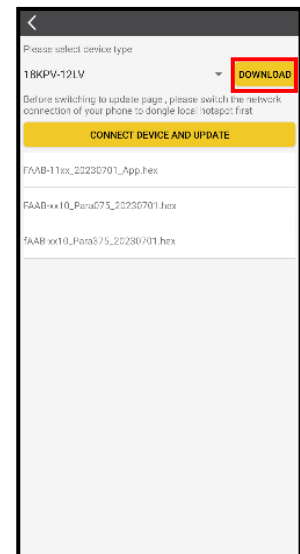 Please select device type
18KPV-12LV
DOWNLOAD
Before switching to update page , please switch the network
connection of your phone to dongle local hotspot first
CONNECT DEVICE AND UPDATE
FAAB-11xx_20230701_App.hex
FAAB-xx10_Para075_20230701.hex
fAAB-xx10_Para375_20230701.hex